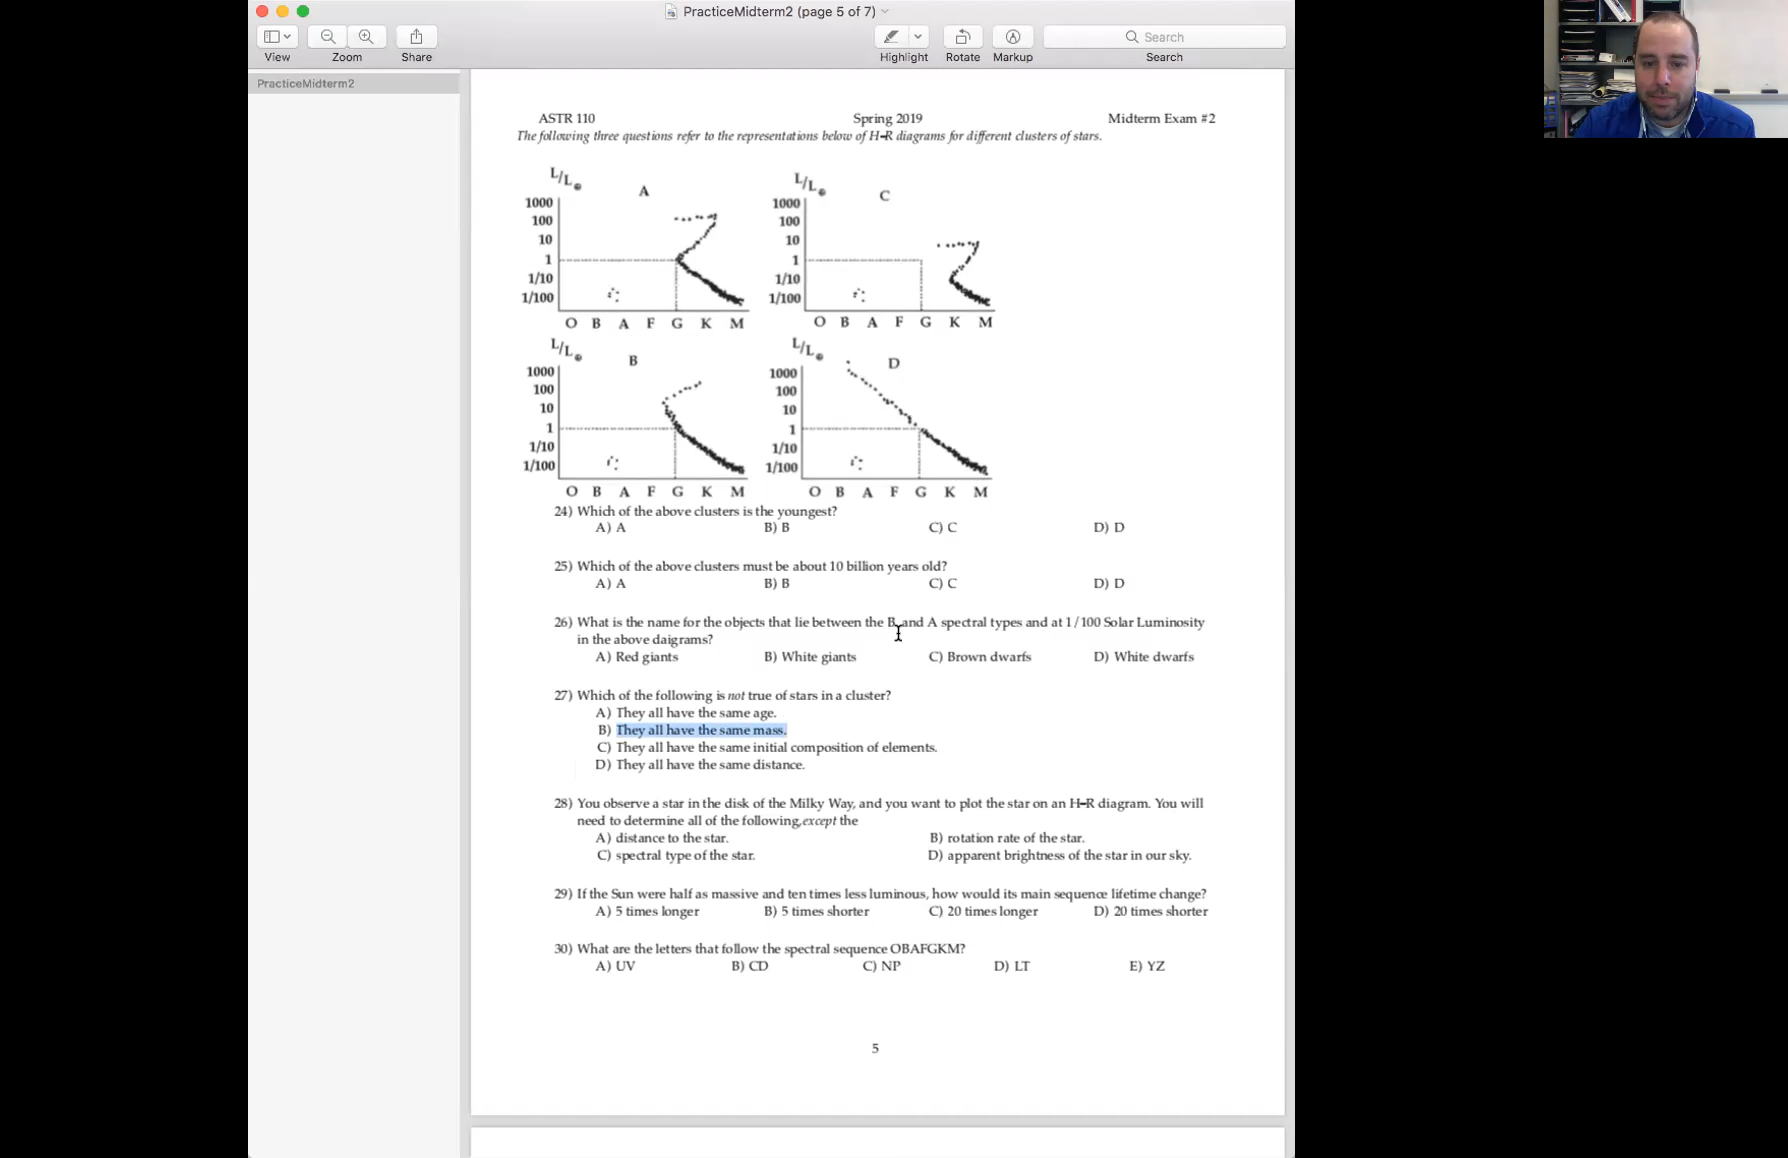 PracticeMidterm2 (page 5 of 7)
Search
View
Zoom
Share
Highlight
Rotate
Markup
Search
PracticeMidterm2
ASTR 110 Spring 2019 Midterm Exam #2
The following three questions refer to the representations below of H-R diagrams for different clusters of stars.
L/L
A
1000
100
10
1
1/10
1/100
O B A F G K M
L/L
C
1000
100
10
1
1/10
1/100
O B A F G K M
L/L
B
1000
100
10
1
1/10
1/100
O B A F G K M
L/L
D
1000
100
10
1
1/10
1/100
O B A F G K M
24) Which of the above clusters is the youngest?
A) A B) B C) C D) D
25) Which of the above clusters must be about 10 billion years old?
A) A B) B C) C D) D
26) What is the name for the objects that lie between the B and A spectral types and at 1/100 Solar Luminosity
in the above daigrams?
A) Red giants B) White giants C) Brown dwarfs D) White dwarfs
27) Which of the following is not true of stars in a cluster?
A) They all have the same age.
B) They all have the same mass.
C) They all have the same initial composition of elements.
D) They all have the same distance.
28) You observe a star in the disk of the Milky Way, and you want to plot the star on an H-R diagram. You will
need to determine all of the following, except the
A) distance to the star. B) rotation rate of the star.
C) spectral type of the star. D) apparent brightness of the star in our sky.
29) If the Sun were half as massive and ten times less luminous, how would its main sequence lifetime change?
A) 5 times longer B) 5 times shorter C) 20 times longer D) 20 times shorter
30) What are the letters that follow the spectral sequence OBAFGKM?
A) UV B) CD C) NP D) LT E) YZ
5